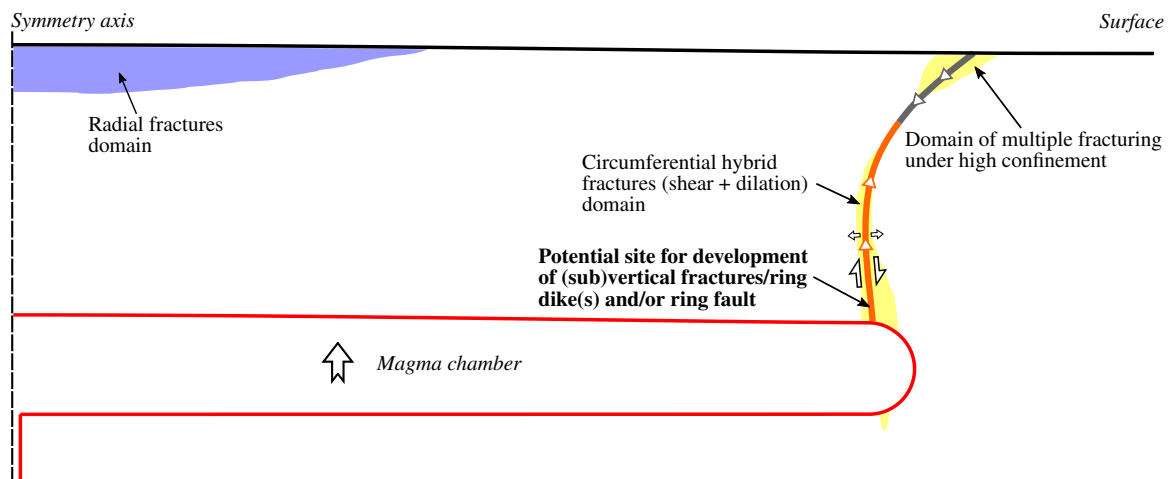 Symmetry axis
Surface
Radial fractures
domain
Domain of multiple fracturing
under high confinement
Circumferential hybrid
fractures (shear + dilation)
domain
Potential site for development
of (sub)vertical fractures/ring
dike(s) and/or ring fault
Magma chamber